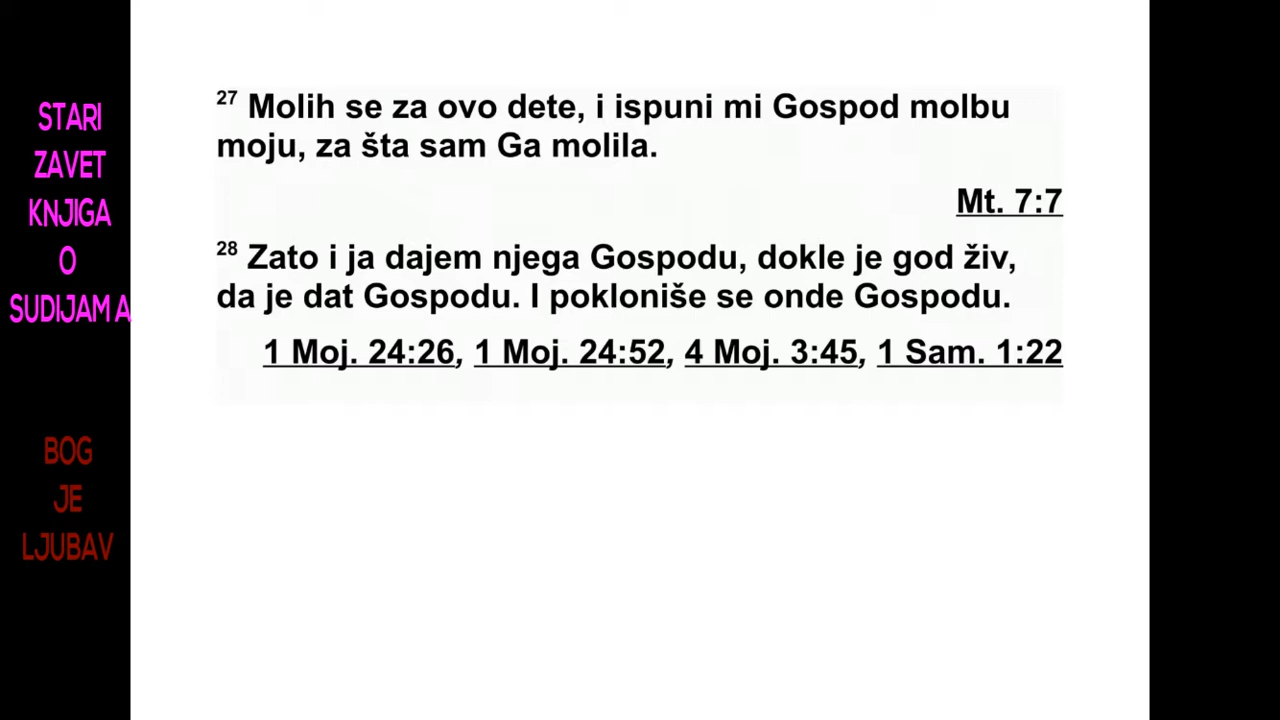 STARI
ZAVET
KNJIGA
O
SUDIJAMA
BOG
JE
LJUBAV
27 Molih se za ovo dete, i ispuni mi Gospod molbu
moju, za šta sam Ga molila.
Mt. 7:7
28 Zato i ja dajem njega Gospodu, dokle je god živ,
da je dat Gospodu. I pokloniše se onde Gospodu.
1 Moj. 24:26, 1 Moj. 24:52, 4 Moj. 3:45, 1 Sam. 1:22